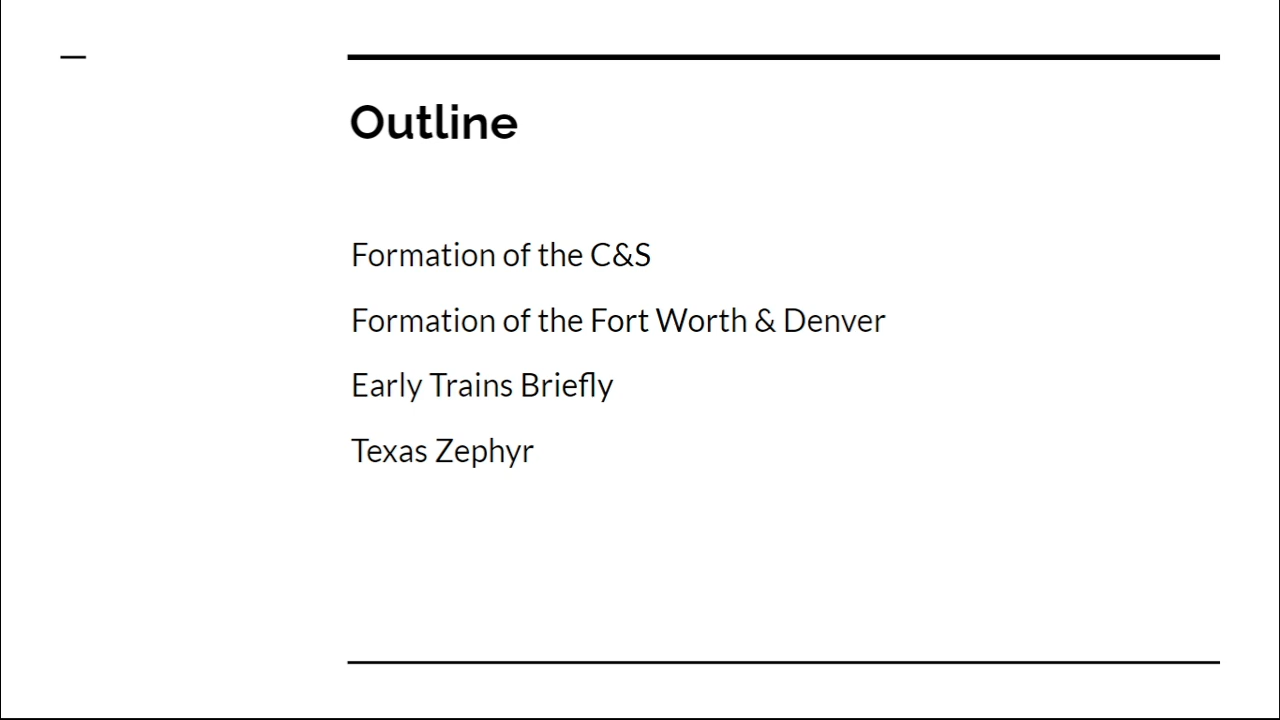 Outline
Formation of the C&S
Formation of the Fort Worth & Denver
Early Trains Briefly
Texas Zephyr